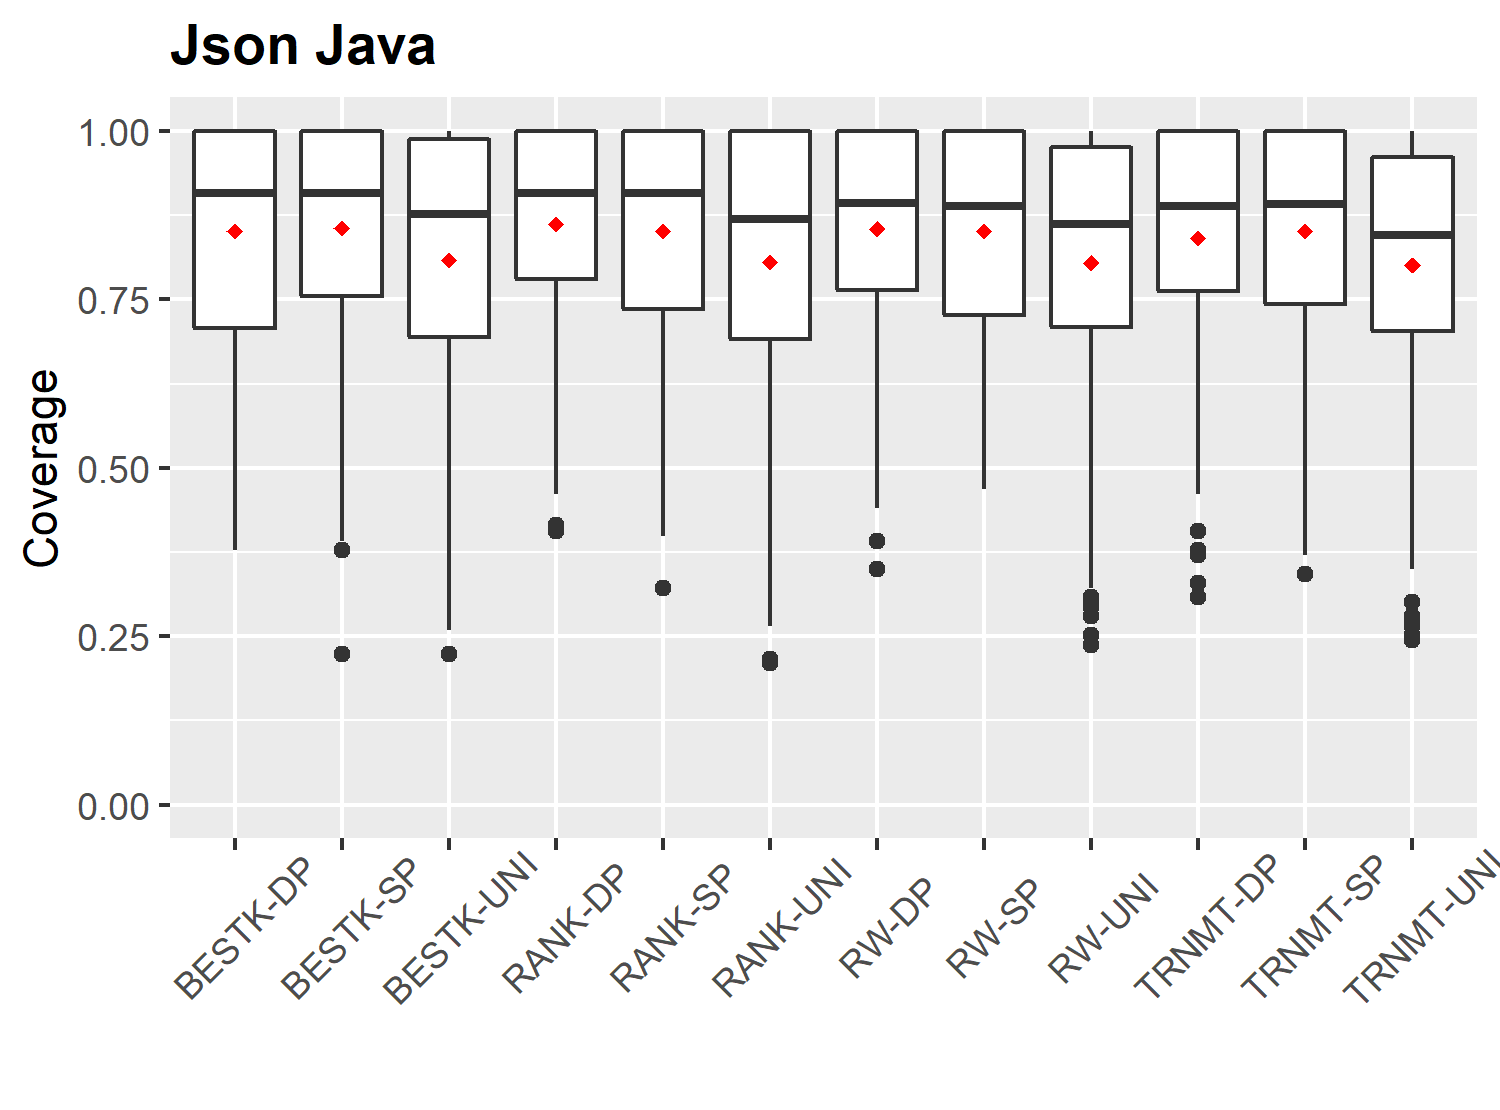 Json Java
Coverage
1.00
0.75
0.50
0.25
0.00
BESTK-DP
BESTK-SP
BESTK-UNI
RANK-DP
RANK-SP
RANK-UNI
RW-DP
RW-SP
RW-UNI
TRNMT-DP
TRNMT-SP
TRNMT-UNI